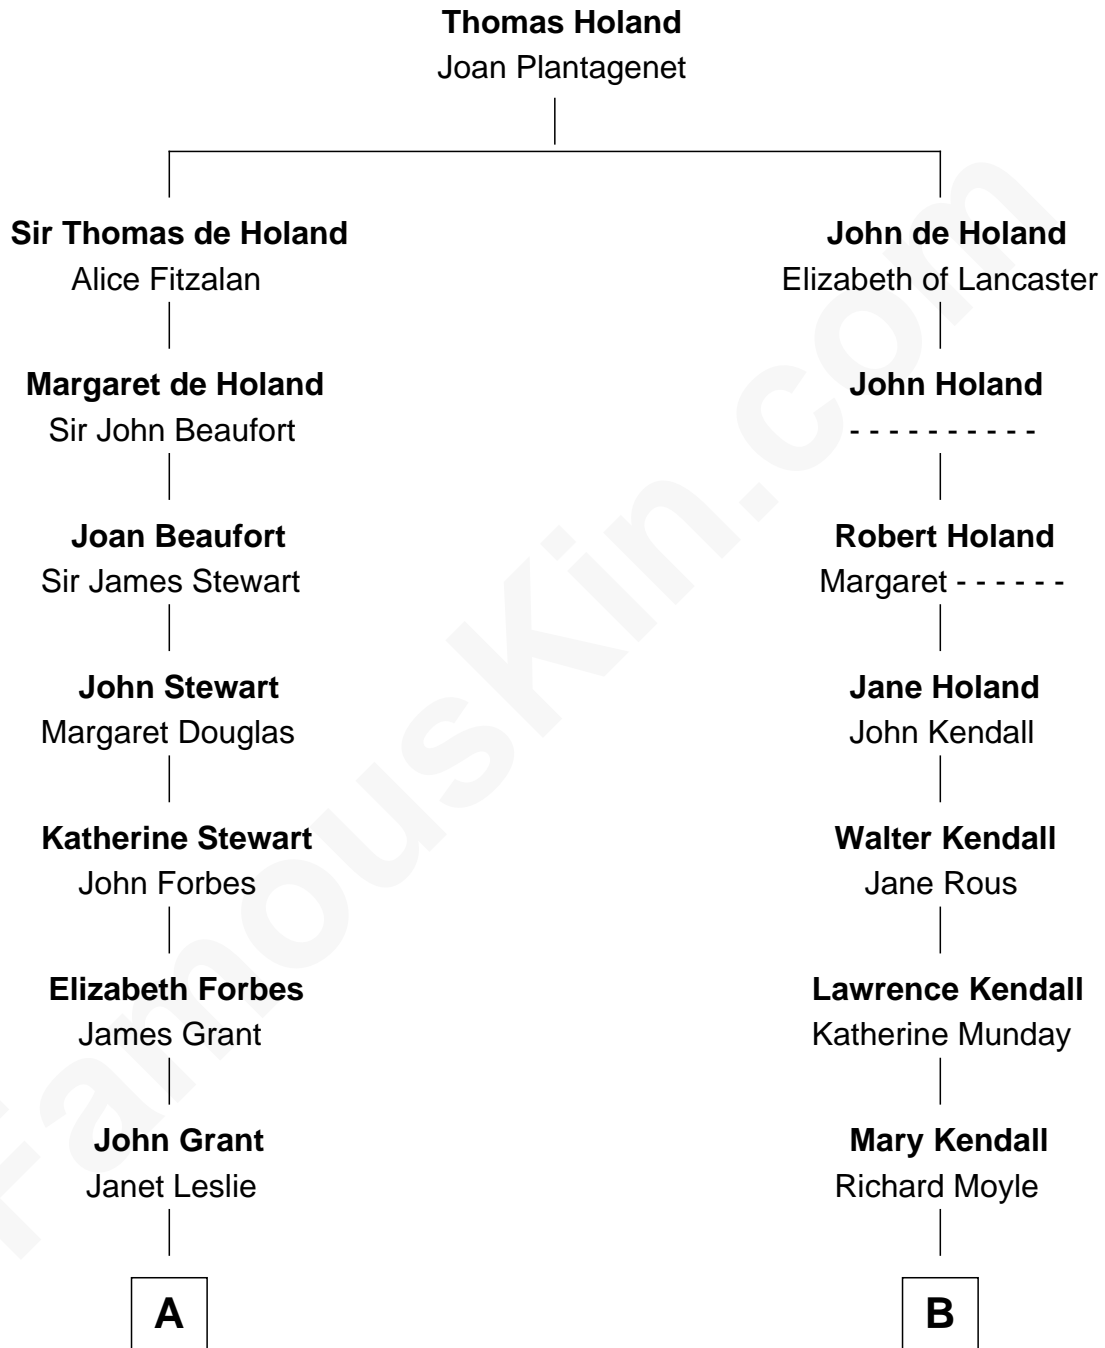 Thomas Holand
Joan Plantagenet
Sir Thomas de Holand
Alice Fitzalan
John de Holand
Elizabeth of Lancaster
Margaret de Holand
Sir John Beaufort
John Holand
- - - - - - - - - -
Joan Beaufort
Sir James Stewart
Robert Holand
Margaret - - - - - -
John Stewart
Margaret Douglas
Jane Holand
John Kendall
Katherine Stewart
John Forbes
Walter Kendall
Jane Rous
Elizabeth Forbes
James Grant
Lawrence Kendall
Katherine Munday
John Grant
Janet Leslie
Mary Kendall
Richard Moyle
A
B
FamousKin.com